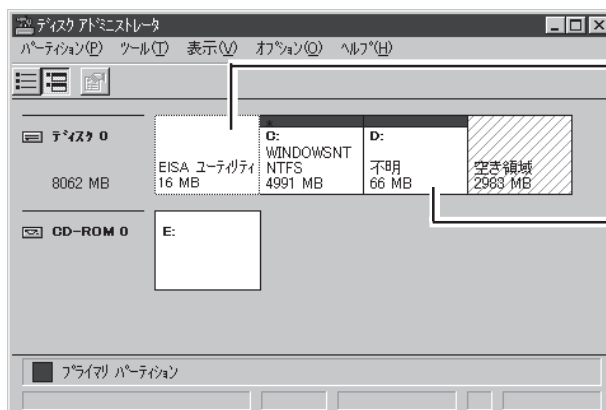 ディスク アドミニストレータ
パーティション(P) ツール(T) 表示(V) オプション(O) ヘルプ(H)
ディスク 0
8062 MB
EISA ユーティリティ
16 MB
*
C:
WINDOWSNT
NTFS
4991 MB
D:
不明
66 MB
空き領域
2983 MB
CD-ROM 0
E:
プライマリ パーティション